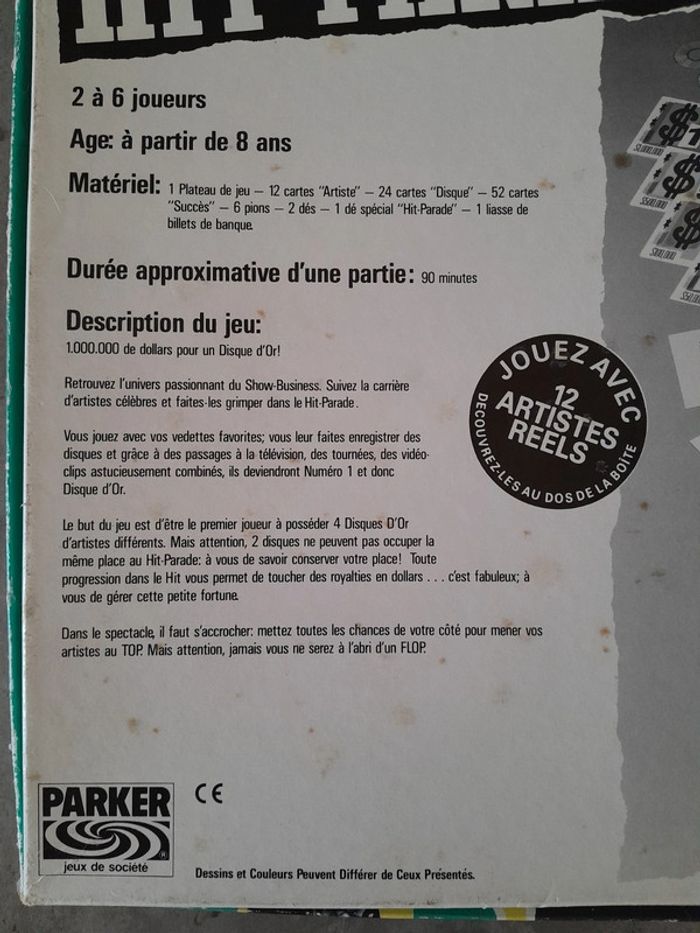 HIT PARA
2 à 6 joueurs
Age: à partir de 8 ans
Matériel: 1 Plateau de jeu – 12 cartes "Artiste" – 24 cartes "Disque" – 52 cartes
"Succès" – 6 pions – 2 dés – 1 dé spécial "Hit-Parade" – 1 liasse de
billets de banque.
Durée approximative d'une partie: 90 minutes
Description du jeu:
1.000.000 de dollars pour un Disque d'Or!
Retrouvez l'univers passionnant du Show-Business. Suivez la carrière
d'artistes célèbres et faites-les grimper dans le Hit-Parade.
Vous jouez avec vos vedettes favorites; vous leur faites enregistrer des
disques et grâce à des passages à la télévision, des tournées, des vidéo-
clips astucieusement combinés, ils deviendront Numéro 1 et donc
Disque d'Or.
Le but du jeu est d'être le premier joueur à posséder 4 Disques D'Or
d'artistes différents. Mais attention, 2 disques ne peuvent pas occuper la
même place au Hit-Parade: à vous de savoir conserver votre place! Toute
progression dans le Hit vous permet de toucher des royalties en dollars . . . c'est fabuleux; à
vous de gérer cette petite fortune.
Dans le spectacle, il faut s'accrocher: mettez toutes les chances de votre côté pour mener vos
artistes au TOP. Mais attention, jamais vous ne serez à l'abri d'un FLOP.
JOUEZ AVEC
12
ARTISTES
REELS
DECOUVREZ-LES AU DOS DE LA BOITE
$1,000,000
$500,000
PARKER
jeux de société
CE
Dessins et Couleurs Peuvent Différer de Ceux Présentés.